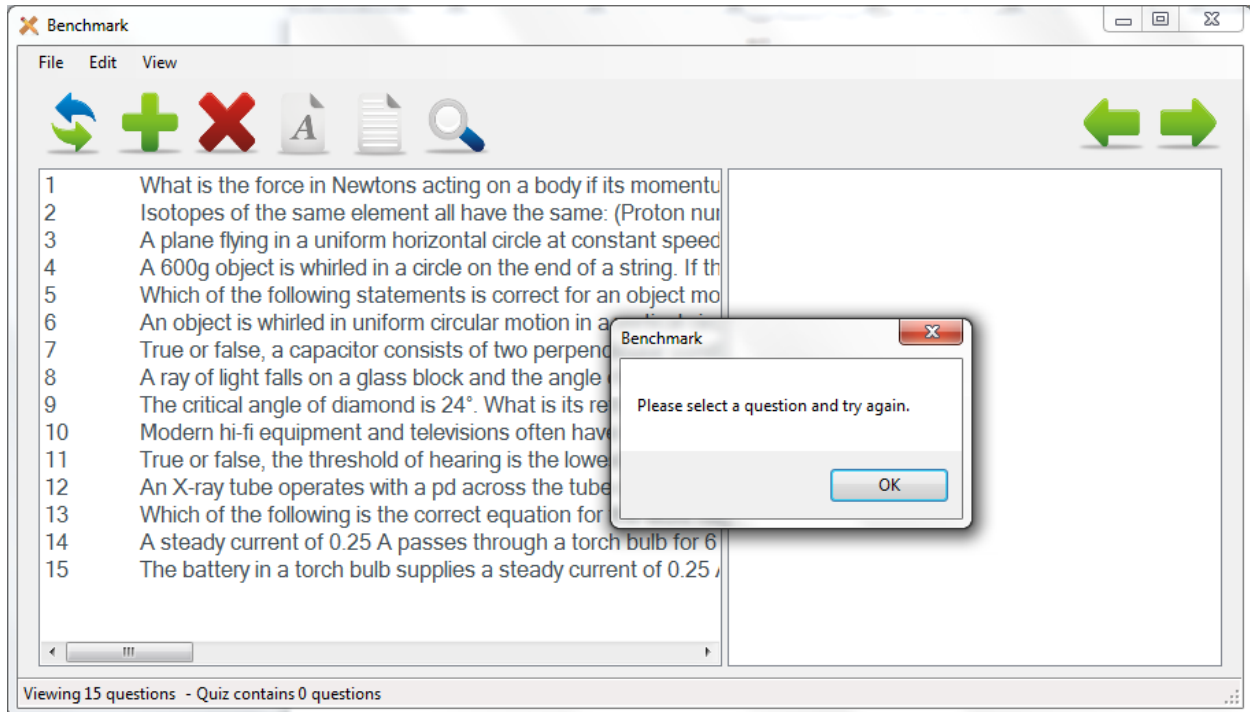 Benchmark
File Edit View
A
1 What is the force in Newtons acting on a body if its momentu
2 Isotopes of the same element all have the same: (Proton nu
3 A plane flying in a uniform horizontal circle at constant speed
4 A 600g object is whirled in a circle on the end of a string. If th
5 Which of the following statements is correct for an object mo
6 An object is whirled in uniform circular motion in a
7 True or false, a capacitor consists of two perpend
8 A ray of light falls on a glass block and the angle
9 The critical angle of diamond is 24°. What is its re
10 Modern hi-fi equipment and televisions often have
11 True or false, the threshold of hearing is the lowe
12 An X-ray tube operates with a pd across the tube
13 Which of the following is the correct equation for
14 A steady current of 0.25 A passes through a torch bulb for 6
15 The battery in a torch bulb supplies a steady current of 0.25
Benchmark
Please select a question and try again.
OK
Viewing 15 questions - Quiz contains 0 questions